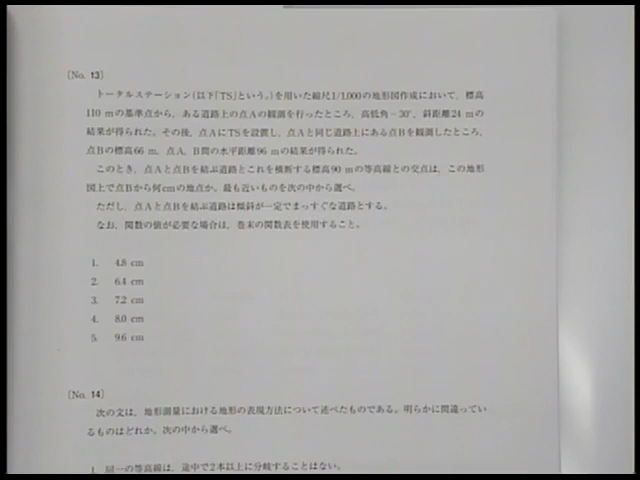 〔No. 13〕
トータルステーション(以下「TS」という。)を用いた縮尺1/1,000の地形図作成において、標高
110 mの基準点から、ある道路上の点Aの観測を行ったところ、高低角－30°、斜距離24 mの
結果が得られた。その後、点AにTSを設置し、点Aと同じ道路上にある点Bを観測したところ、
点Bの標高66 m、点A、B間の水平距離96 mの結果が得られた。
このとき、点Aと点Bを結ぶ道路とこれを横断する標高90 mの等高線との交点は、この地形
図上で点Bから何cmの地点か。最も近いものを次の中から選べ。
ただし、点Aと点Bを結ぶ道路は傾斜が一定でまっすぐな道路とする。
なお、関数の値が必要な場合は、巻末の関数表を使用すること。
1. 4.8 cm
2. 6.4 cm
3. 7.2 cm
4. 8.0 cm
5. 9.6 cm
〔No. 14〕
次の文は、地形測量における地形の表現方法について述べたものである。明らかに間違ってい
るものはどれか。次の中から選べ。
1. 同一の等高線は、途中で2本以上に分岐することはない。